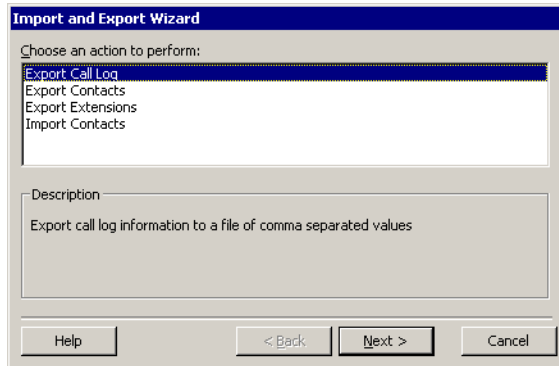 Import and Export Wizard
Choose an action to perform:
Export Call Log
Export Contacts
Export Extensions
Import Contacts
Description
Export call log information to a file of comma separated values
Help
< Back
Next >
Cancel